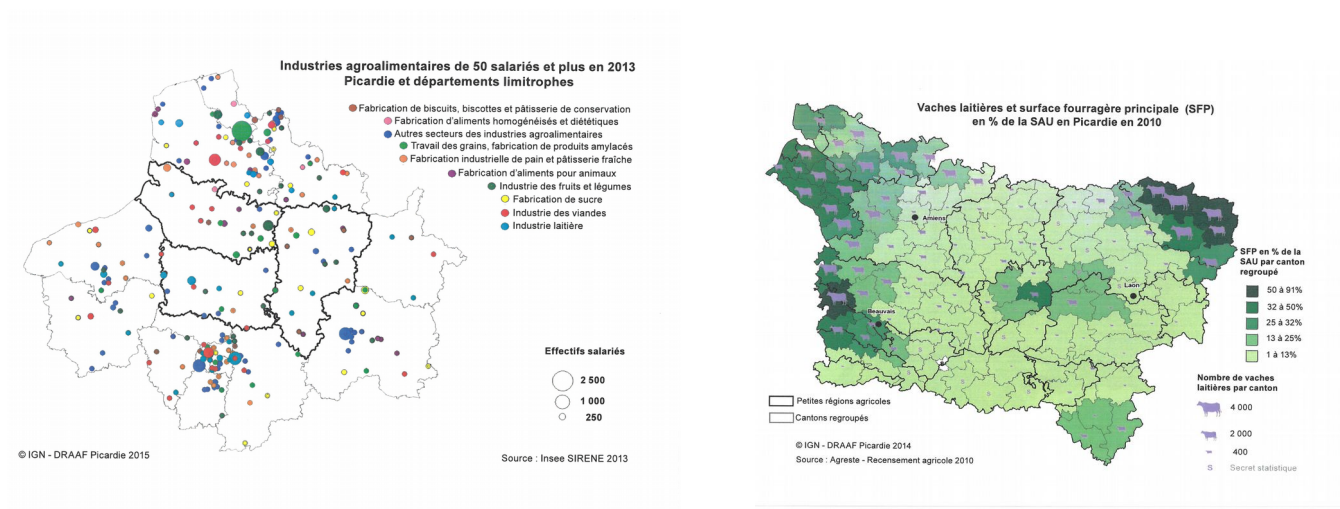 Industries agroalimentaires de 50 salariés et plus en 2013
Picardie et départements limitrophes
Fabrication de biscuits, biscottes et pâtisserie de conservation
Fabrication d'aliments homogénéisés et diététiques
Autres secteurs des industries agroalimentaires
Travail des grains, fabrication de produits amylacés
Fabrication industrielle de pain et pâtisserie fraîche
Fabrication d'aliments pour animaux
Industrie des fruits et légumes
Fabrication de sucre
Industrie des viandes
Industrie laitière
Effectifs salariés
2 500
1 000
250
© IGN - DRAAF Picardie 2015
Source : Insee SIRENE 2013
Vaches laitières et surface fourragère principale (SFP)
en % de la SAU en Picardie en 2010
Amiens
Laon
Beauvais
SFP en % de la
SAU par canton
regroupé
50 à 91%
32 à 50%
25 à 32%
13 à 25%
1 à 13%
Nombre de vaches
laitières par canton
4 000
2 000
400
S Secret statistique
Petites régions agricoles
Cantons regroupés
© IGN - DRAAF Picardie 2014
Source : Agreste - Recensement agricole 2010